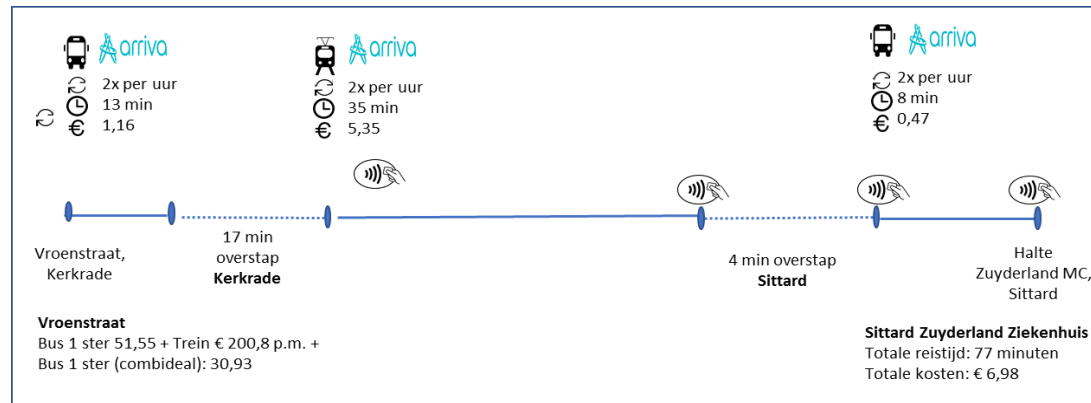 arriva
2x per uur
13 min
€ 1,16
arriva
2x per uur
35 min
€ 5,35
arriva
2x per uur
8 min
€ 0,47
Vroenstraat,
Kerkrade
17 min
overstap
Kerkrade
4 min overstap
Sittard
Halte
Zuyderland MC,
Sittard
Vroenstraat
Bus 1 ster 51,55 + Trein € 200,8 p.m. +
Bus 1 ster (combideal): 30,93
Sittard Zuyderland Ziekenhuis
Totale reistijd: 77 minuten
Totale kosten: € 6,98